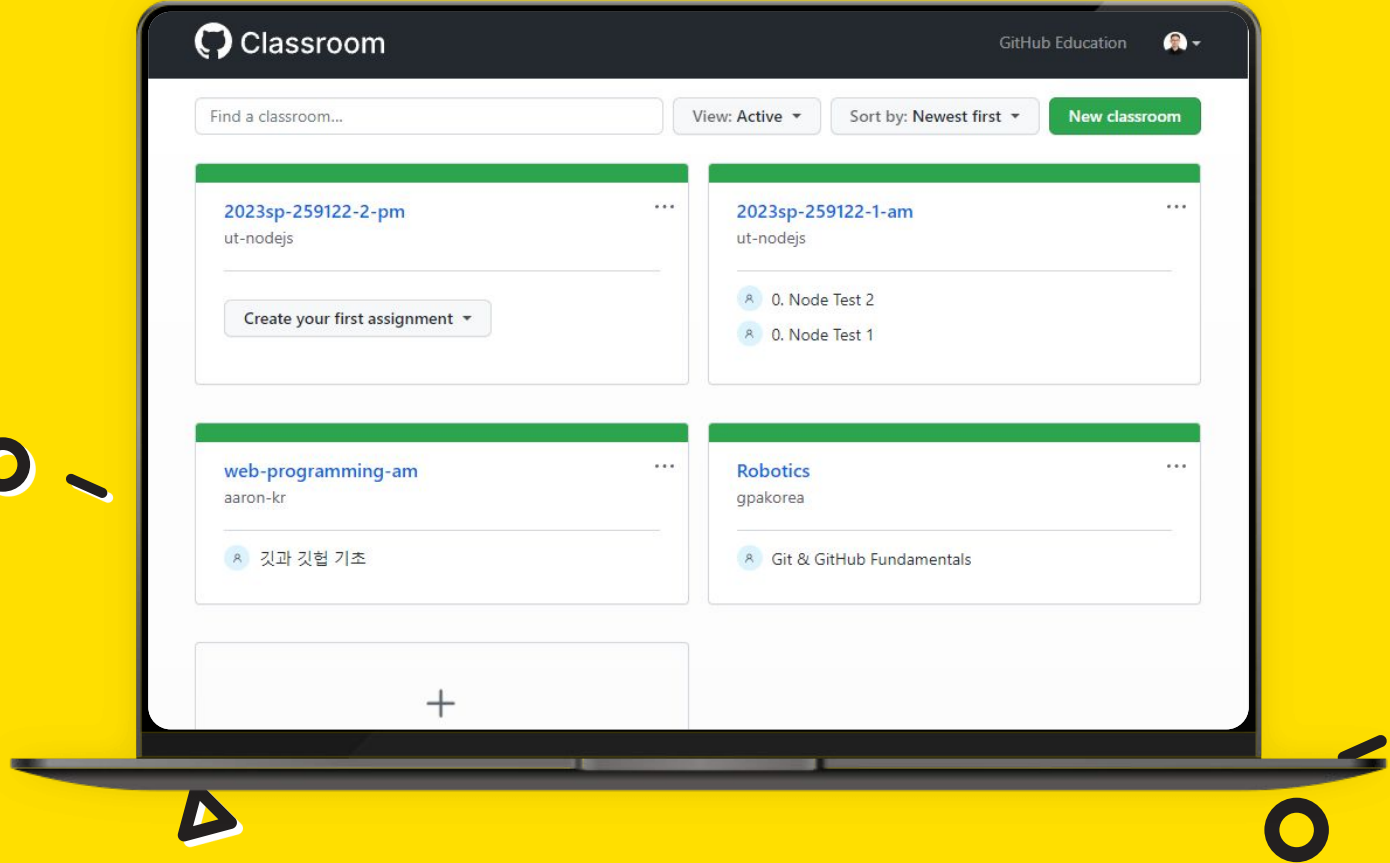 Classroom
GitHub Education
Find a classroom...
View: Active
Sort by: Newest first
New classroom
2023sp-259122-2-pm
ut-nodejs
Create your first assignment
2023sp-259122-1-am
ut-nodejs
0. Node Test 2
0. Node Test 1
web-programming-am
aaron-kr
깃과 깃헙 기초
Robotics
gpakorea
Git & GitHub Fundamentals